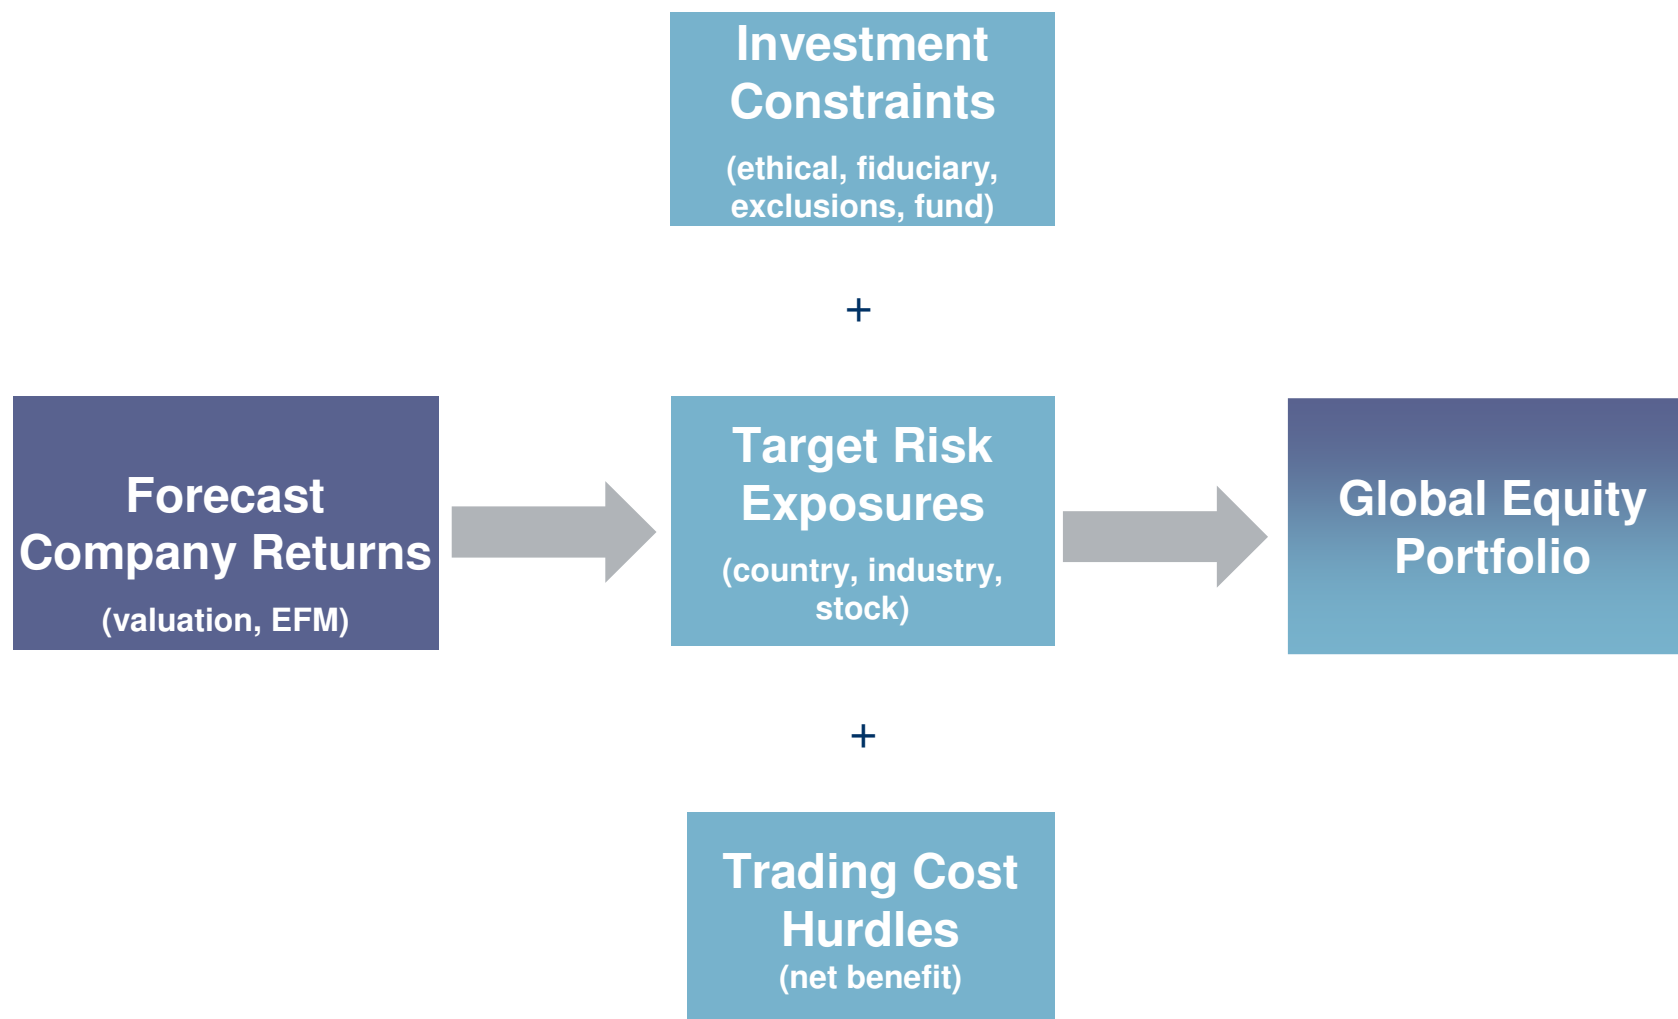 Investment
Constraints
(ethical, fiduciary,
exclusions, fund)
+
Forecast
Company Returns
(valuation, EFM)
Target Risk
Exposures
(country, industry,
stock)
Global Equity
Portfolio
+
Trading Cost
Hurdles
(net benefit)